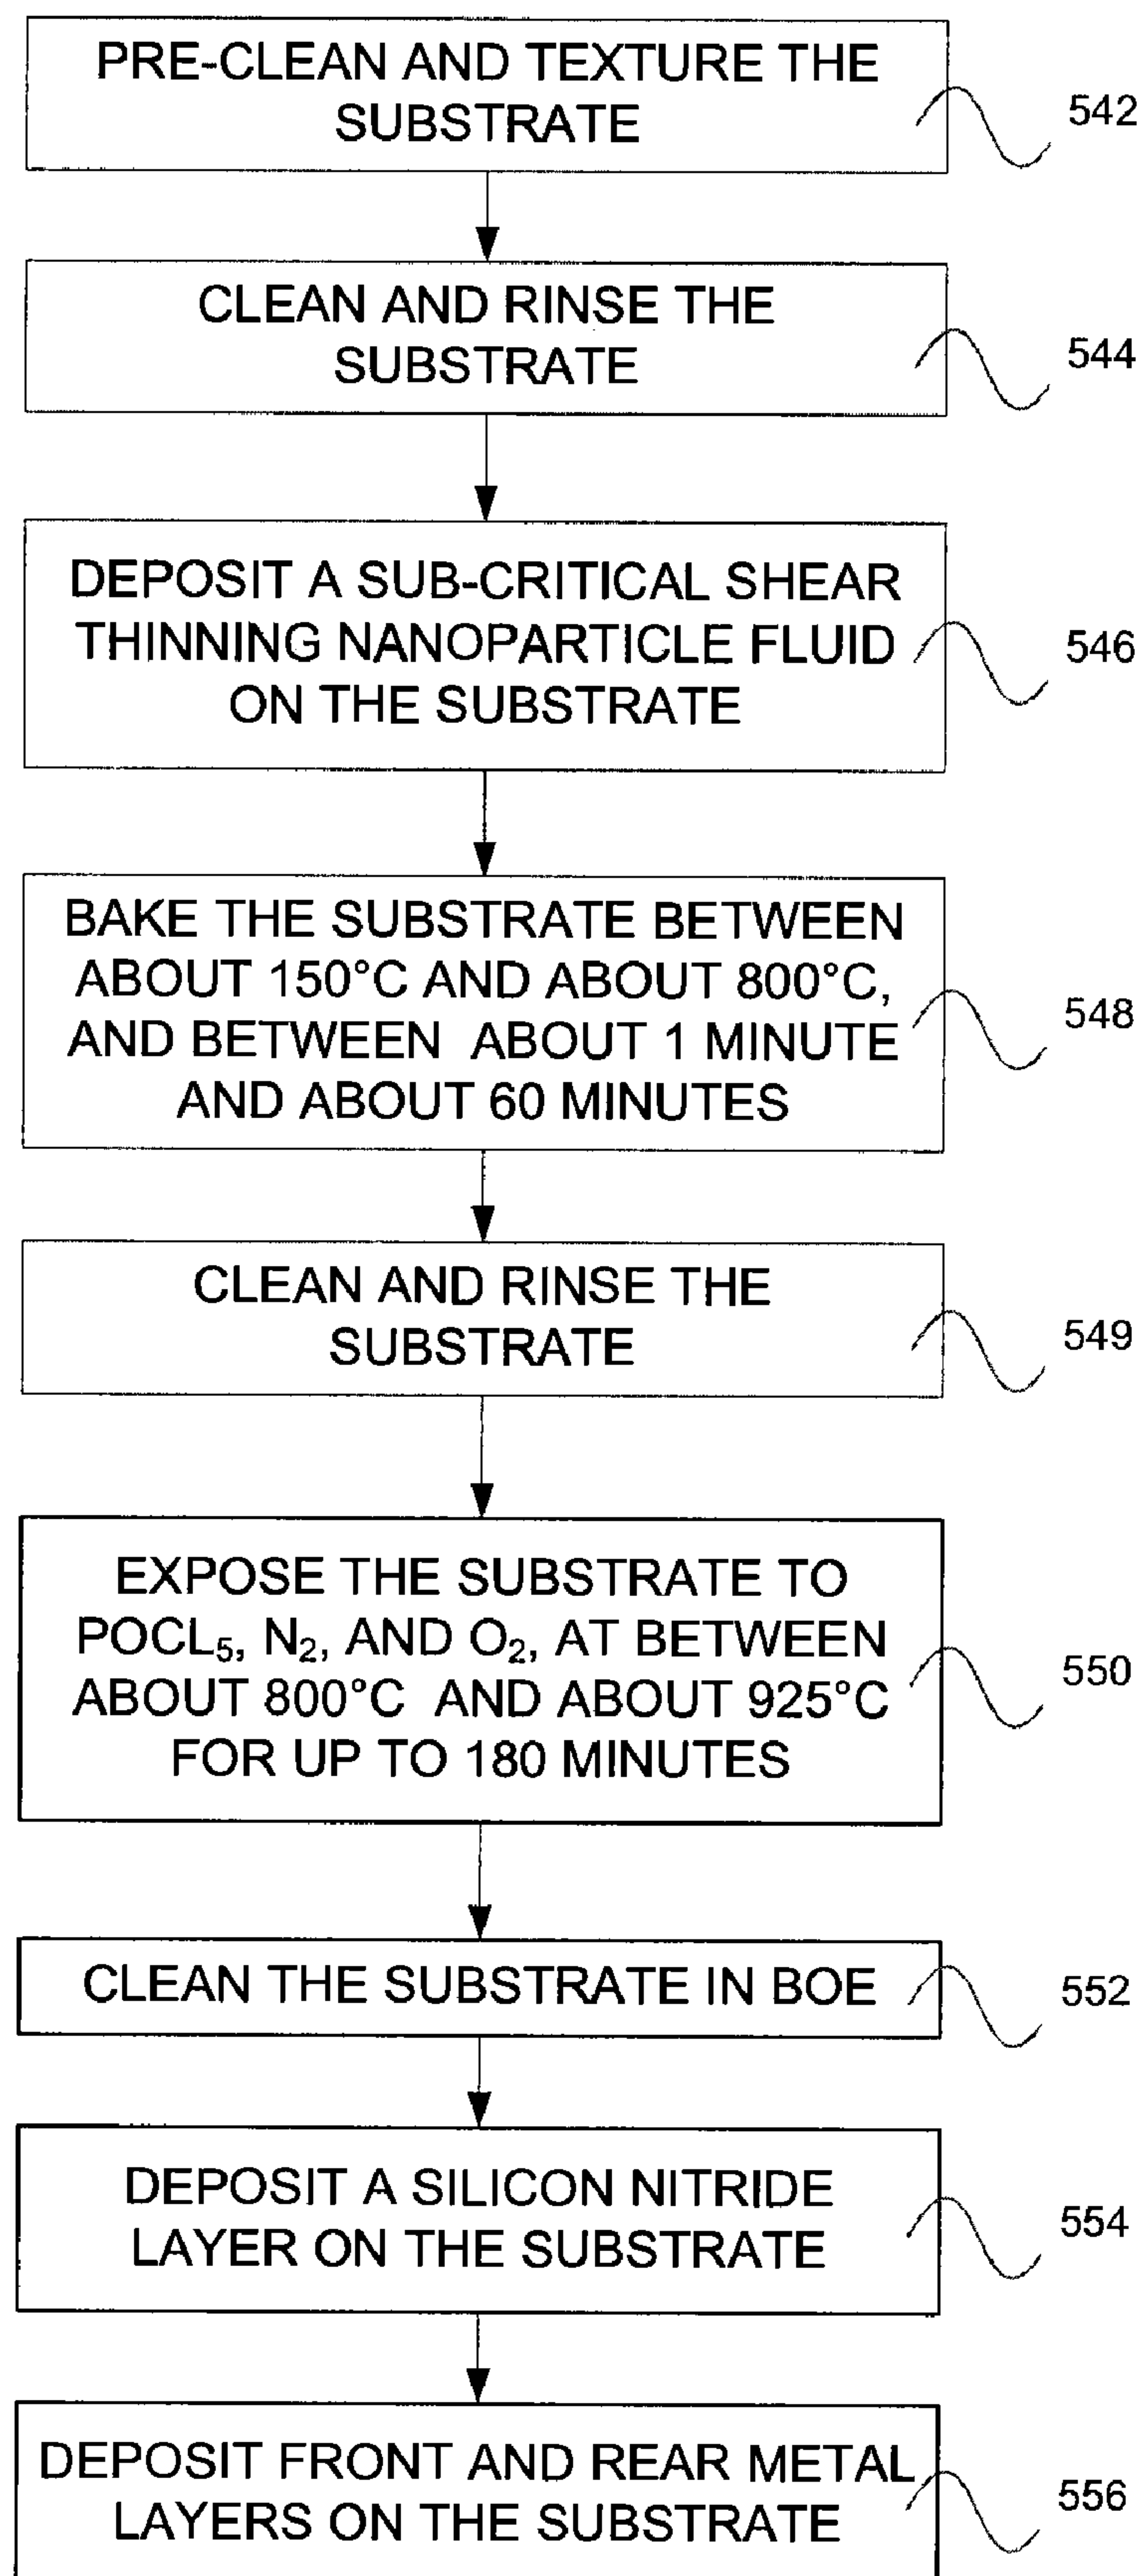 PRE-CLEAN AND TEXTURE THE
SUBSTRATE
542
CLEAN AND RINSE THE
SUBSTRATE
544
DEPOSIT A SUB-CRITICAL SHEAR
THINNING NANOPARTICLE FLUID
ON THE SUBSTRATE
546
BAKE THE SUBSTRATE BETWEEN
ABOUT 150°C AND ABOUT 800°C,
AND BETWEEN ABOUT 1 MINUTE
AND ABOUT 60 MINUTES
548
CLEAN AND RINSE THE
SUBSTRATE
549
EXPOSE THE SUBSTRATE TO
POCL₅, N₂, AND O₂, AT BETWEEN
ABOUT 800°C AND ABOUT 925°C
FOR UP TO 180 MINUTES
550
CLEAN THE SUBSTRATE IN BOE
552
DEPOSIT A SILICON NITRIDE
LAYER ON THE SUBSTRATE
554
DEPOSIT FRONT AND REAR METAL
LAYERS ON THE SUBSTRATE
556